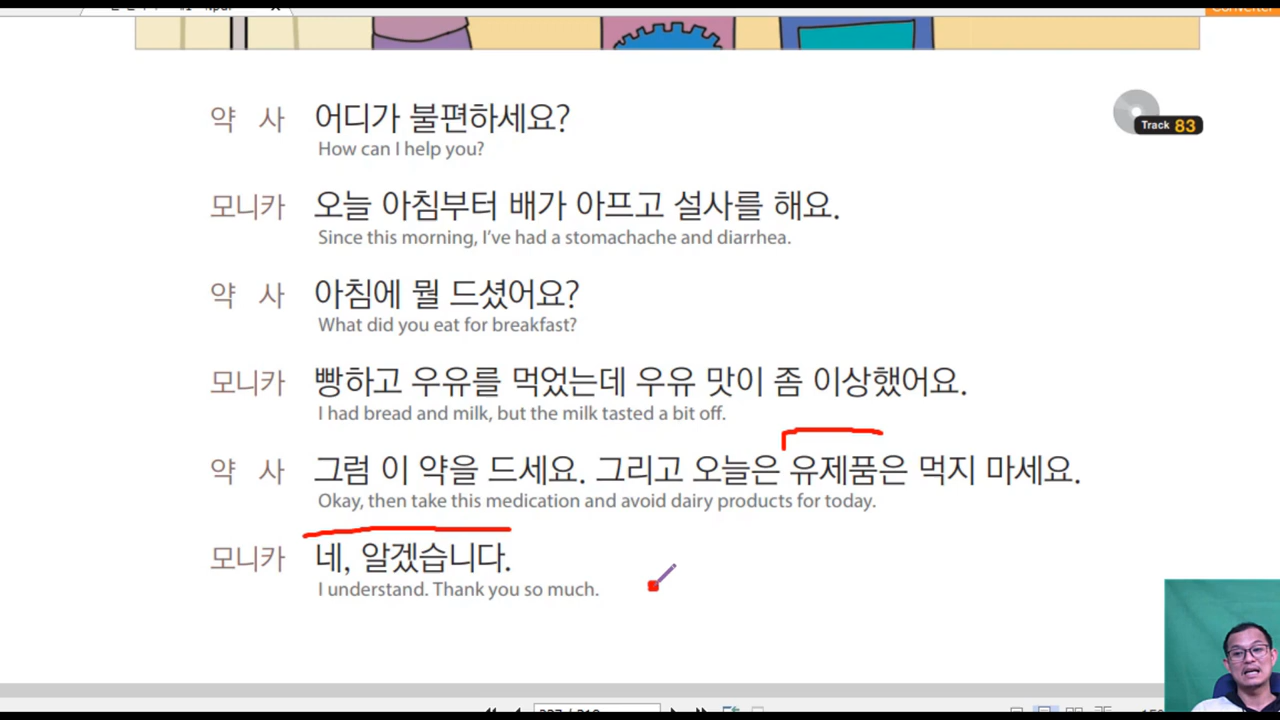 Converter
약 사 어디가 불편하세요?
Track 83
How can I help you?
모니카 오늘 아침부터 배가 아프고 설사를 해요.
Since this morning, I've had a stomachache and diarrhea.
약 사 아침에 뭘 드셨어요?
What did you eat for breakfast?
모니카 빵하고 우유를 먹었는데 우유 맛이 좀 이상했어요.
I had bread and milk, but the milk tasted a bit off.
약 사 그럼 이 약을 드세요. 그리고 오늘은 유제품은 먹지 마세요.
Okay, then take this medication and avoid dairy products for today.
모니카 네, 알겠습니다.
I understand. Thank you so much.